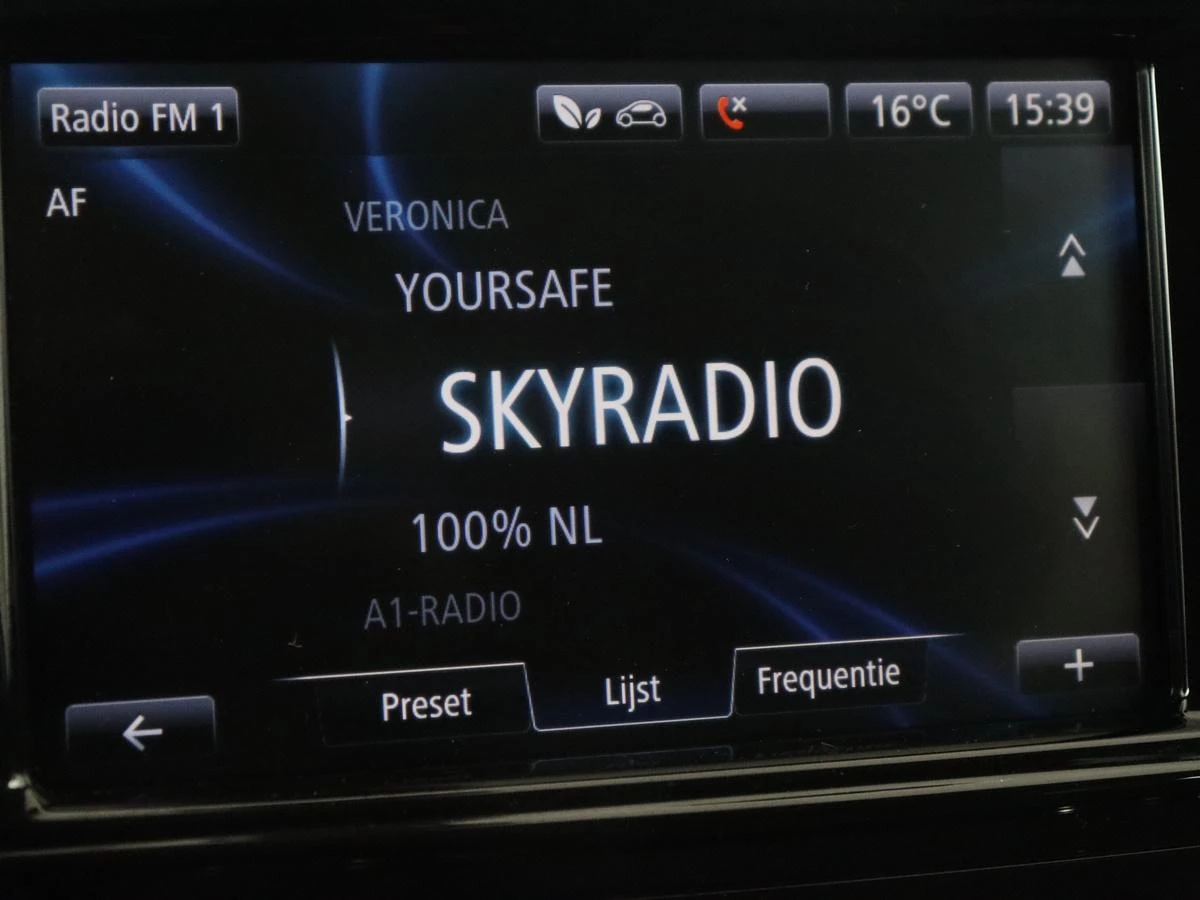 Radio FM 1
16°C
15:39
AF
VERONICA
YOURSAFE
SKYRADIO
100% NL
A1-RADIO
Preset
Lijst
Frequentie